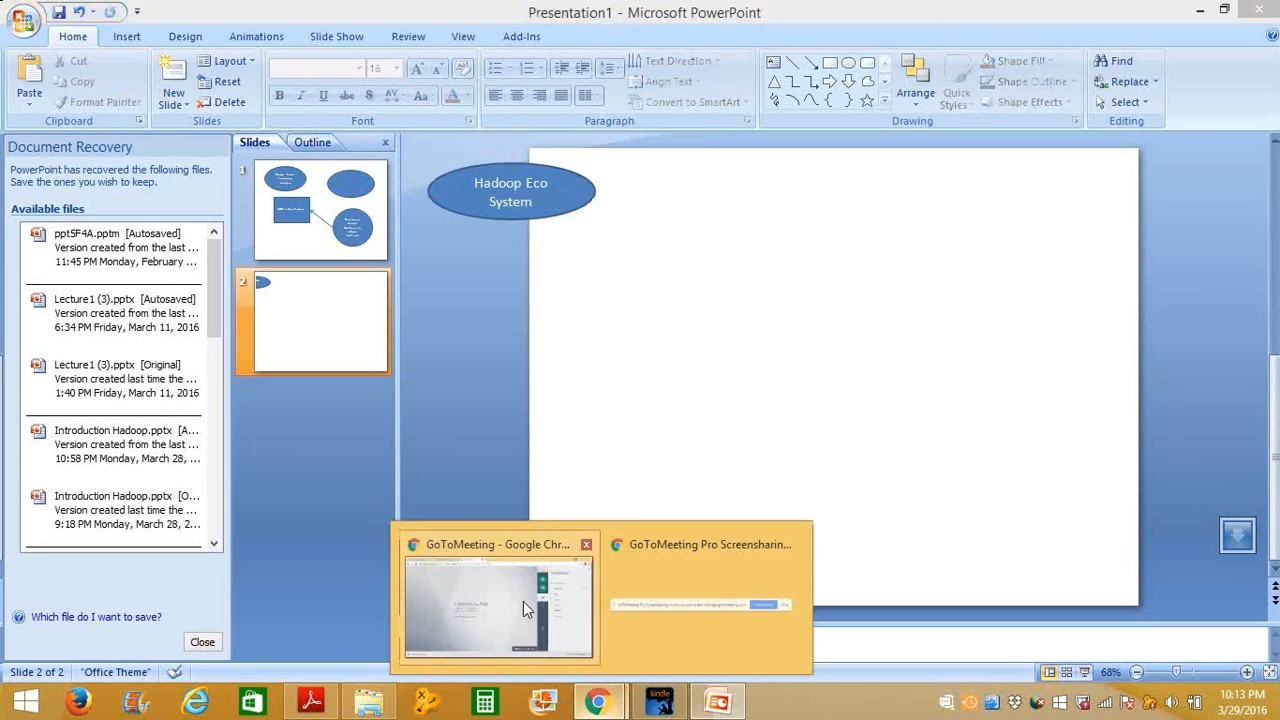 Presentation1 - Microsoft PowerPoint
Home Insert Design Animations Slide Show Review View Add-Ins
Paste
Cut
Copy
Format Painter
Clipboard
New
Slide
Layout
Reset
Delete
Slides
18
Font
Text Direction
Align Text
Convert to SmartArt
Paragraph
Arrange
Quick
Styles
Shape Fill
Shape Outline
Shape Effects
Drawing
Find
Replace
Select
Editing
Document Recovery
PowerPoint has recovered the following files.
Save the ones you wish to keep.
Available files
ppt5F4A.pptm [Autosaved]
Version created from the last ...
11:45 PM Monday, February ...
Lecture1 (3).pptx [Autosaved]
Version created from the last ...
6:34 PM Friday, March 11, 2016
Lecture1 (3).pptx [Original]
Version created last time the ...
1:40 PM Friday, March 11, 2016
Introduction Hadoop.pptx [A...
Version created from the last ...
10:58 PM Monday, March 28, ...
Introduction Hadoop.pptx [O...
Version created last time the ...
9:18 PM Monday, March 28, 2...
Which file do I want to save?
Close
Slides Outline
1
2
Hadoop Eco
System
GoToMeeting - Google Chr...
GoToMeeting Pro Screensharin...
Slide 2 of 2 "Office Theme"
68%
kindle
10:13 PM
3/29/2016